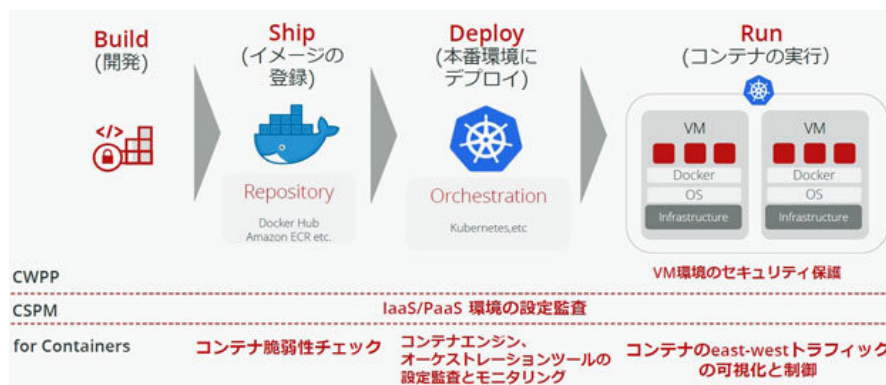 Build
(開発)
Ship
(イメージの
登録)
Deploy
(本番環境に
デプロイ)
Run
(コンテナの実行)
</>
Repository
Docker Hub
Amazon ECR etc.
Orchestration
Kubernetes,etc
VM
Docker
OS
Infrastructure
VM
Docker
OS
Infrastructure
CWPP
VM環境のセキュリティ保護
CSPM
IaaS/PaaS 環境の設定監査
for Containers
コンテナ脆弱性チェック
コンテナエンジン、
オーケストレーションツールの
設定監査とモニタリング
コンテナのeast-westトラフィック
の可視化と制御